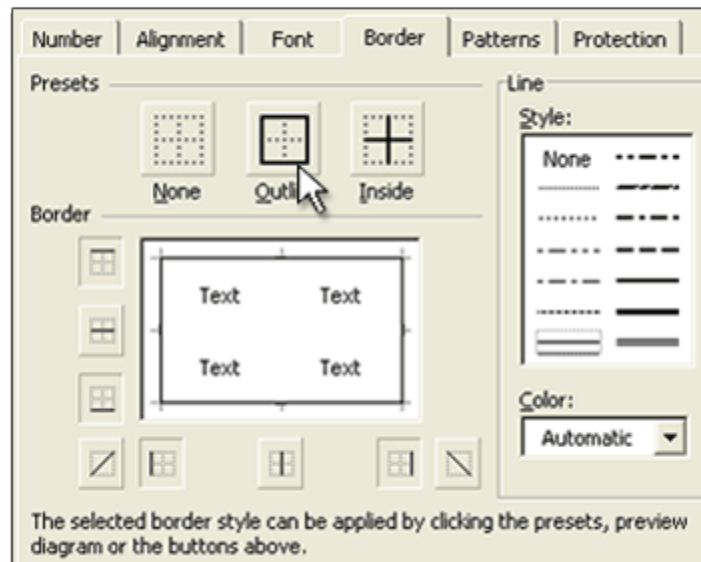 Number Alignment Font Border Patterns Protection
Presets
Line
Style:
None
None Inside
Border
Text Text
Text Text
Color:
Automatic
The selected border style can be applied by clicking the presets, preview
diagram or the buttons above.